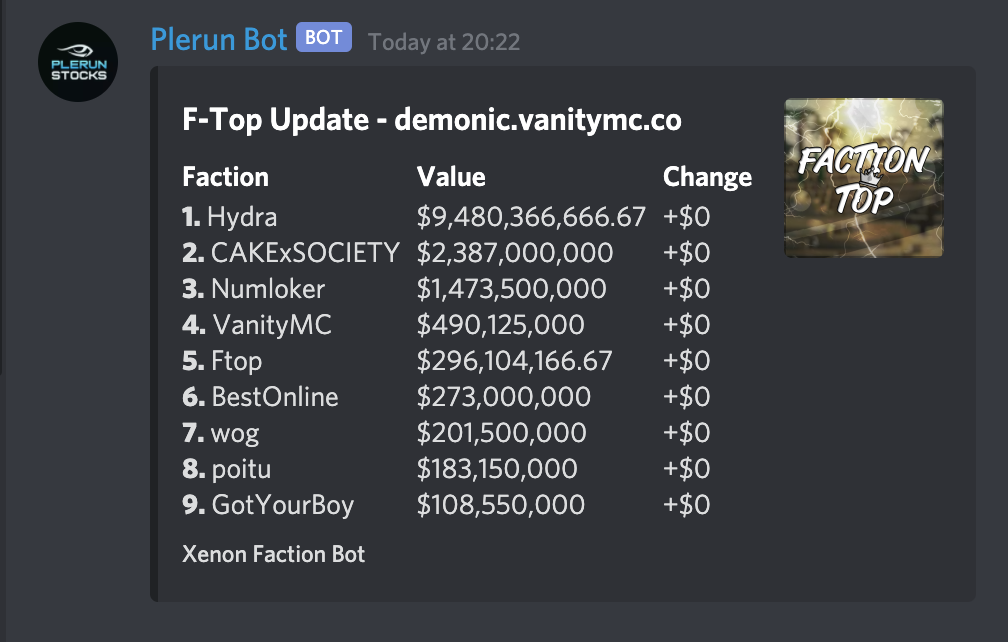 PLERUN
STOCKS
Plerun Bot BOT Today at 20:22
F-Top Update - demonic.vanitymc.co
FACTION
TOP
Faction Value Change
1. Hydra $9,480,366,666.67 +$0
2. CAKExSOCIETY $2,387,000,000 +$0
3. Numloker $1,473,500,000 +$0
4. VanityMC $490,125,000 +$0
5. Ftop $296,104,166.67 +$0
6. BestOnline $273,000,000 +$0
7. wog $201,500,000 +$0
8. poitu $183,150,000 +$0
9. GotYourBoy $108,550,000 +$0
Xenon Faction Bot